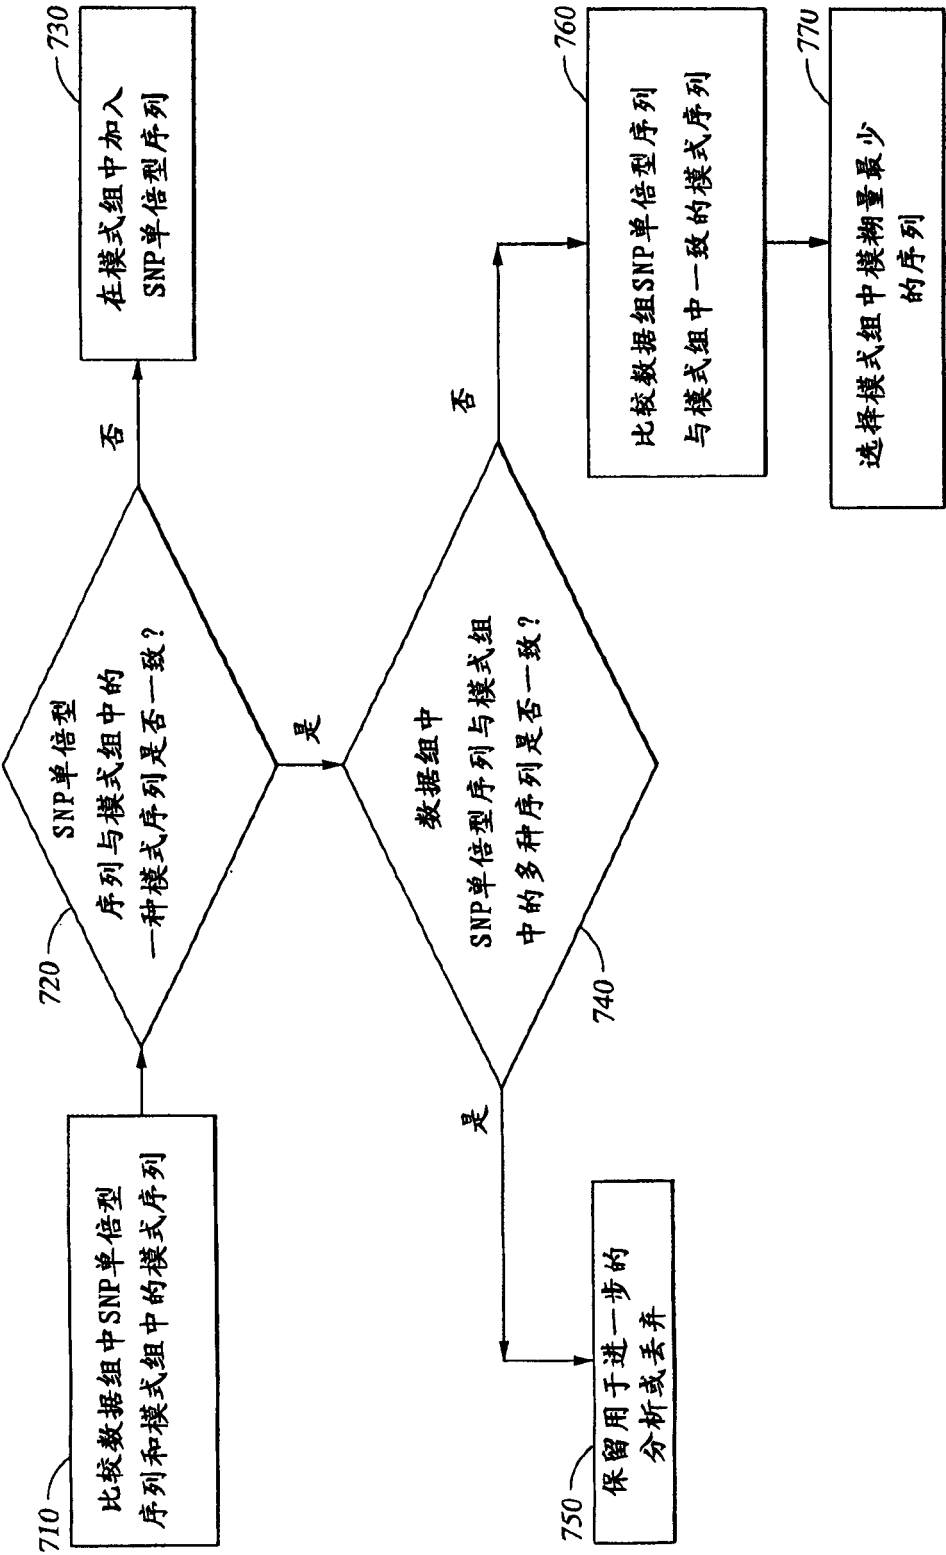 710
比较数据组中SNP单倍型
序列和模式组中的模式序列
720
SNP单倍型
序列与模式组中的
一种模式序列是否一致？
否
730
在模式组中加入
SNP单倍型序列
是
740
数据组中
SNP单倍型序列与模式组
中的多种序列是否一致？
是
750
保留用于进一步的
分析或丢弃
否
760
比较数据组SNP单倍型序列
与模式组中一致的模式序列
770
选择模式组中模糊量最少
的序列